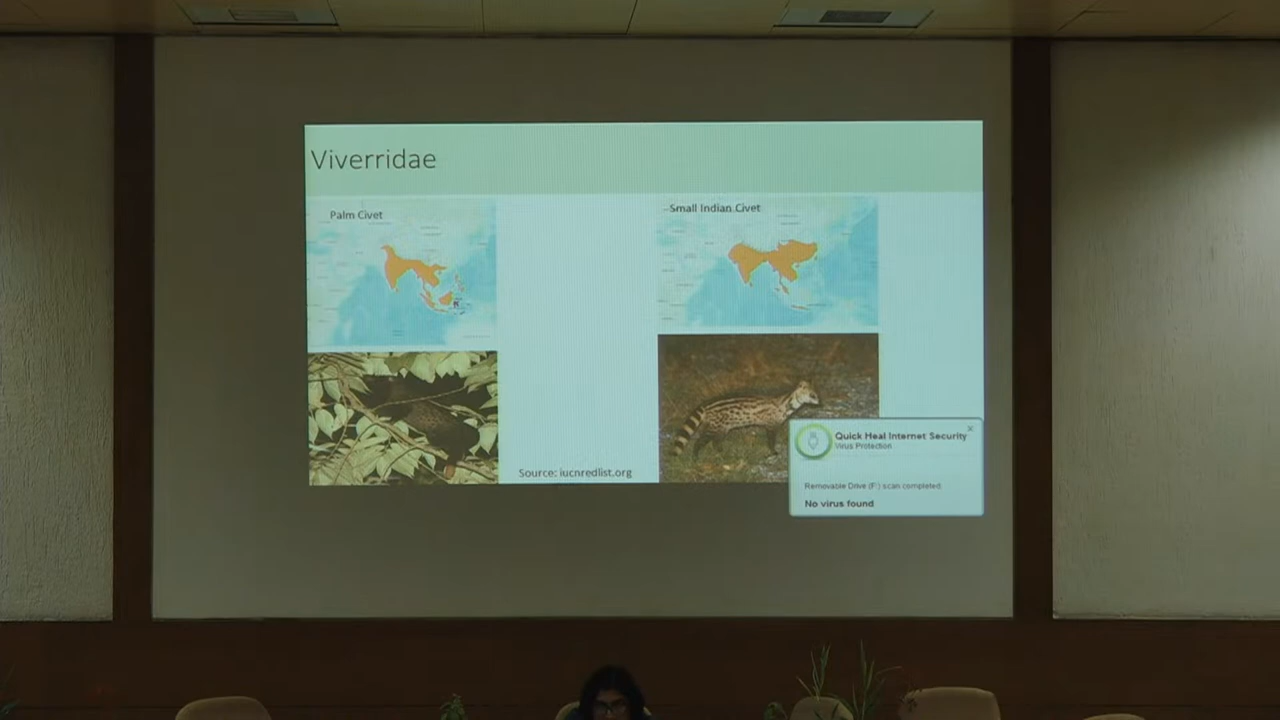 Viverridae
Palm Civet
Small Indian Civet
Source: iucnredlist.org
Quick Heal Internet Security
Virus Protection
Removable Drive (F:) scan completed.
No virus found